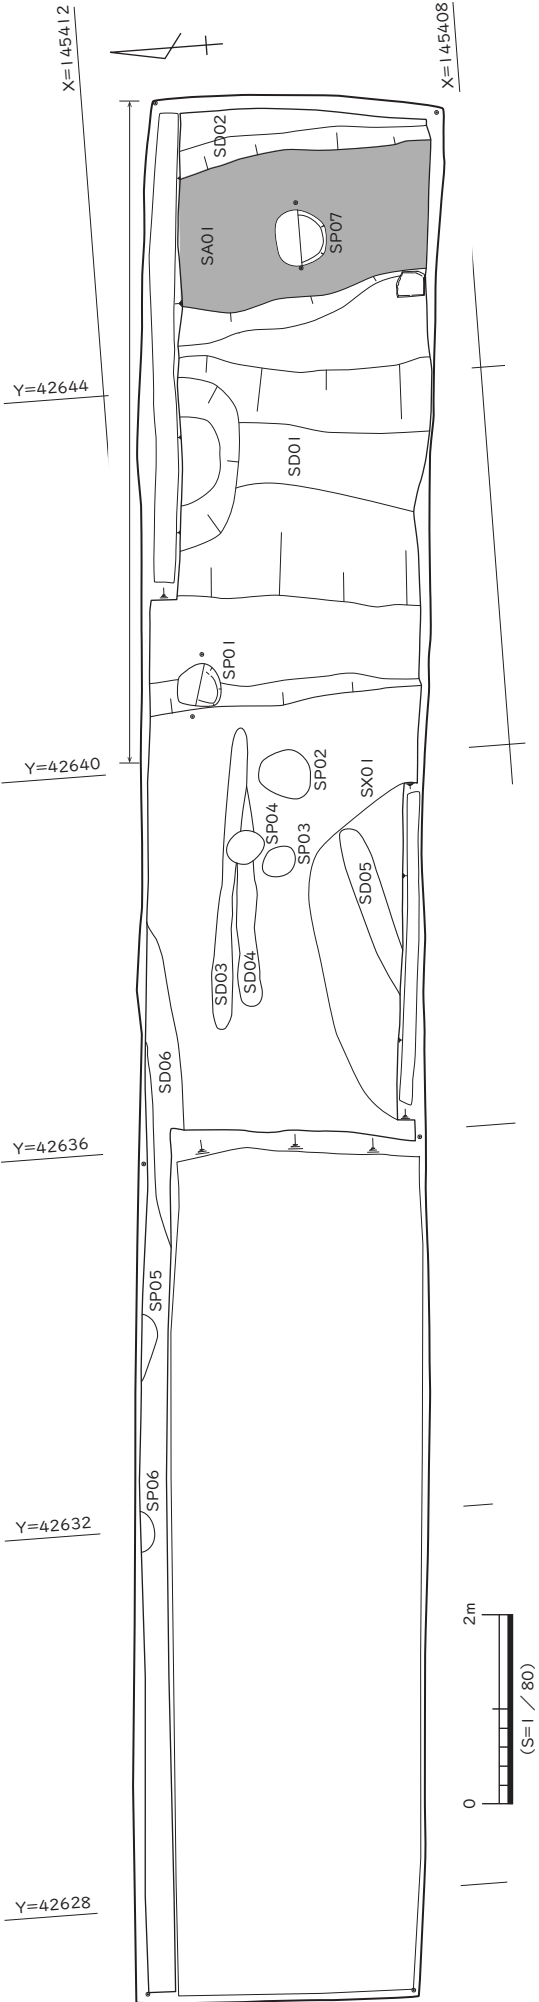 X=145412
X=145408
SD02
SA01
SP07
Y=42644
SD01
SP01
Y=42640
SP02
SX01
SP04
SP03
SD05
SD03
SD04
SD06
Y=42636
SP05
SP06
Y=42632
2m
0
(S=1/80)
Y=42628